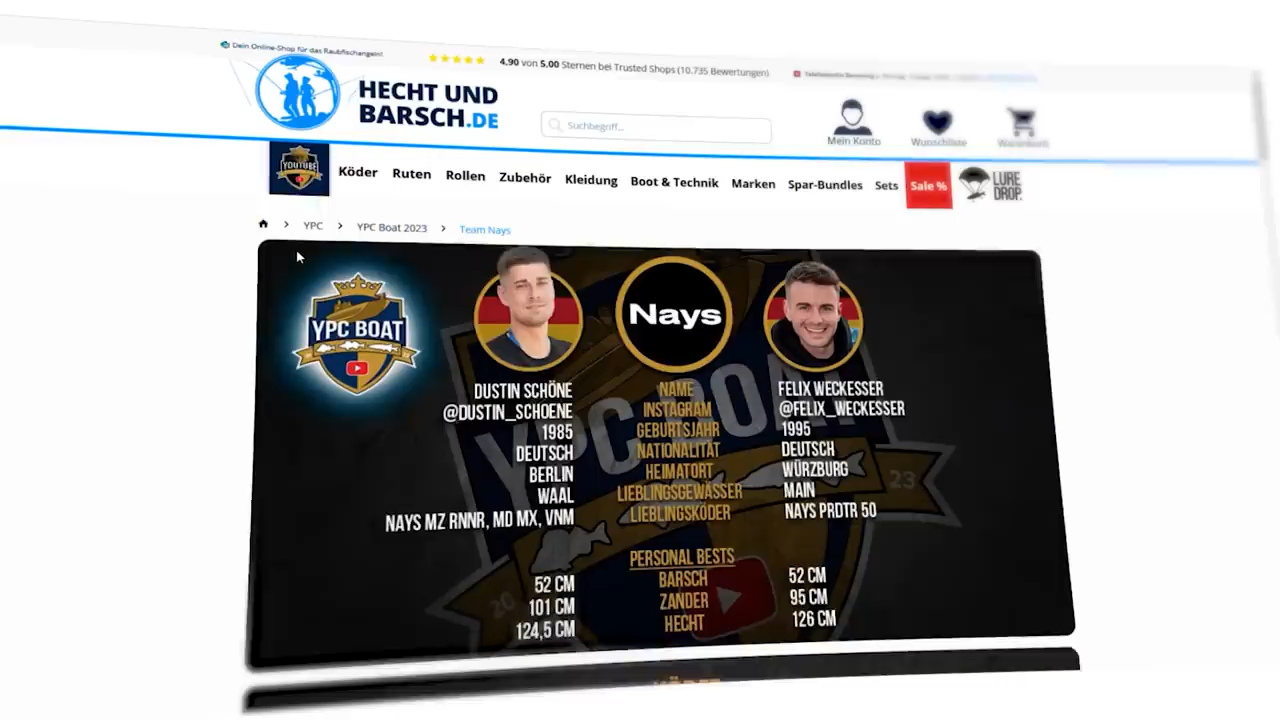 Dein Online-Shop für das Raubfischangeln!
4,90 von 5,00 Sternen bei Trusted Shops (10.735 Bewertungen)
HECHT UND
BARSCH.DE
Suchbegriff...
Mein Konto
Wunschliste
Warenkorb
YOUTUBE
Köder
Ruten
Rollen
Zubehör
Kleidung
Boot & Technik
Marken
Spar-Bundles
Sets
Sale %
LURE
DROP.
YPC
YPC Boat 2023
Team Nays
YPC BOAT
Nays
DUSTIN SCHÖNE NAME FELIX WECKESSER
@DUSTIN_SCHOENE INSTAGRAM @FELIX_WECKESSER
1985 GEBURTSJAHR 1995
DEUTSCH NATIONALITÄT DEUTSCH
BERLIN HEIMATORT WÜRZBURG
WAAL LIEBLINGSGEWÄSSER MAIN
NAYS MZ RNNR, MD MX, VNM LIEBLINGSKÖDER NAYS PRDTR 50
PERSONAL BESTS
52 CM BARSCH 52 CM
101 CM ZANDER 95 CM
124,5 CM HECHT 126 CM
YPC BOAT
20 23